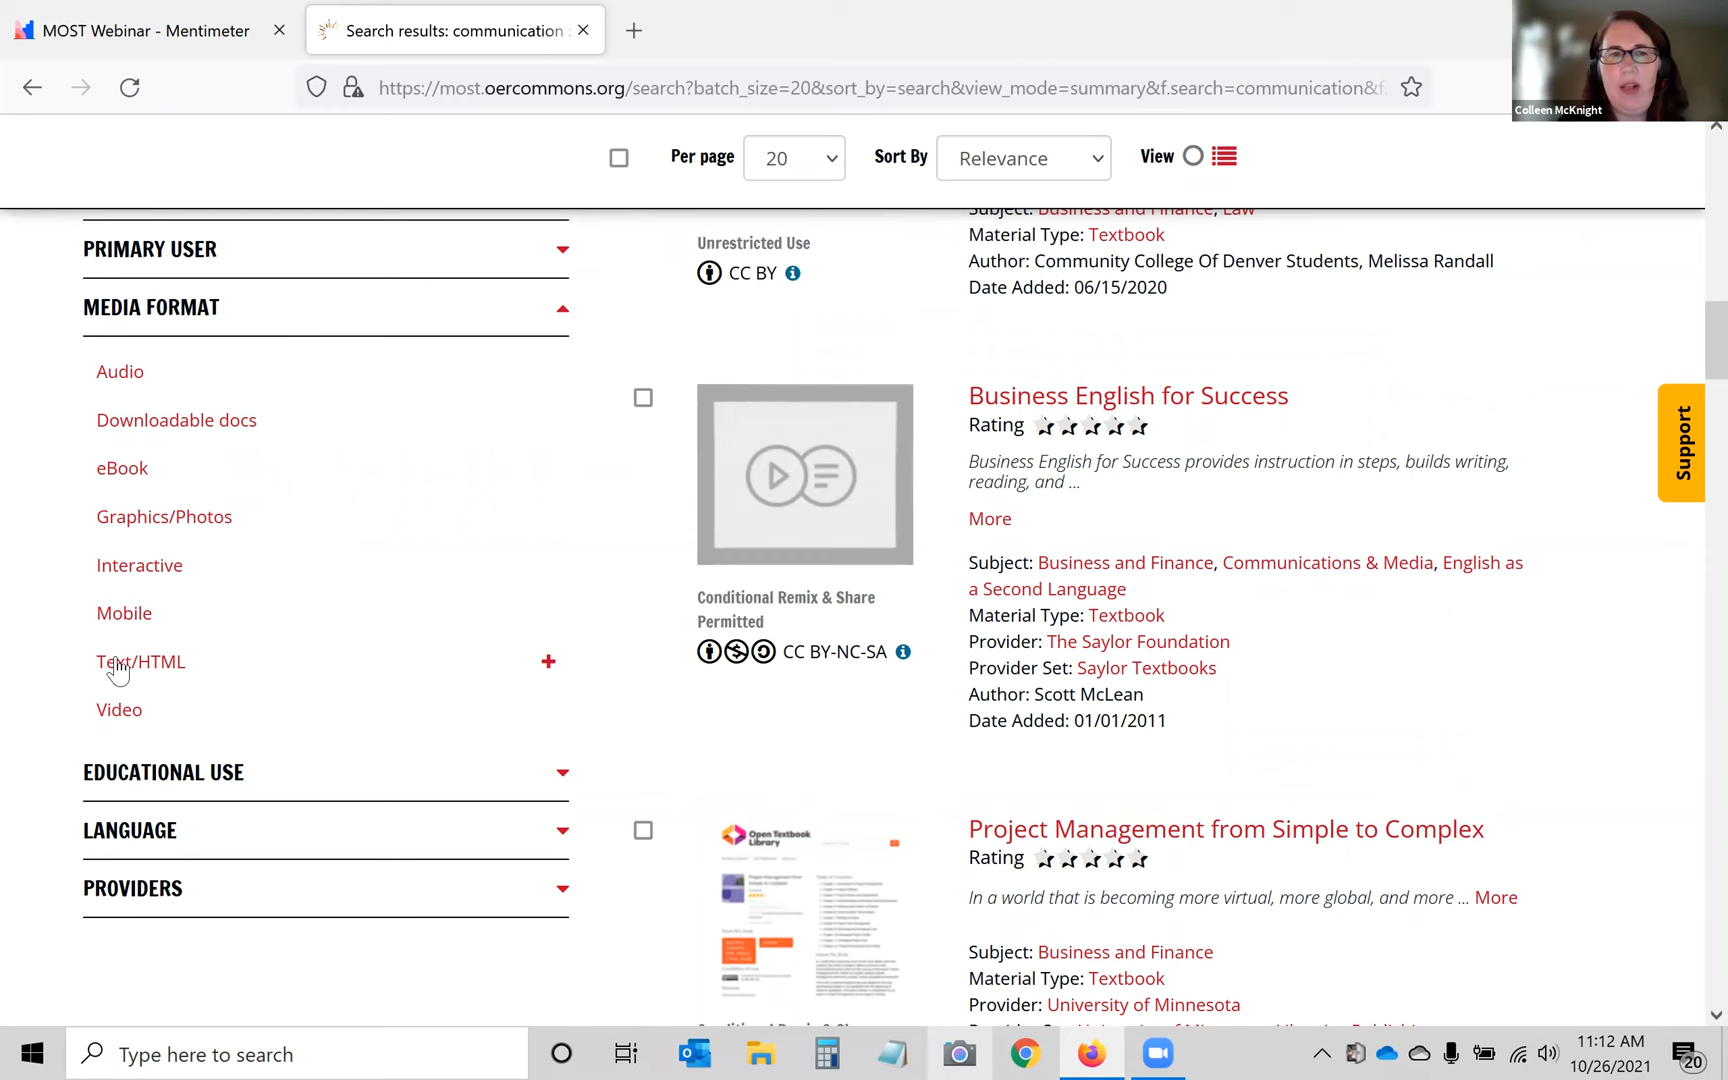 MOST Webinar - Mentimeter
Search results: communication
https://most.oercommons.org/search?batch_size=20&sort_by=search&view_mode=summary&f.search=communication&f.
Colleen McKnight
Per page 20 Sort By Relevance View
PRIMARY USER
MEDIA FORMAT
Audio
Downloadable docs
eBook
Graphics/Photos
Interactive
Mobile
Text/HTML
Video
EDUCATIONAL USE
LANGUAGE
PROVIDERS
Subject: Business and Finance, Law
Unrestricted Use
CC BY
Material Type: Textbook
Author: Community College Of Denver Students, Melissa Randall
Date Added: 06/15/2020
Business English for Success
Rating
Business English for Success provides instruction in steps, builds writing,
reading, and ...
More
Conditional Remix & Share
Permitted
CC BY-NC-SA
Subject: Business and Finance, Communications & Media, English as
a Second Language
Material Type: Textbook
Provider: The Saylor Foundation
Provider Set: Saylor Textbooks
Author: Scott McLean
Date Added: 01/01/2011
Open Textbook
Library
Project Management from Simple to Complex
Rating
In a world that is becoming more virtual, more global, and more ... More
Subject: Business and Finance
Material Type: Textbook
Provider: University of Minnesota
Support
Type here to search
11:12 AM
10/26/2021
20